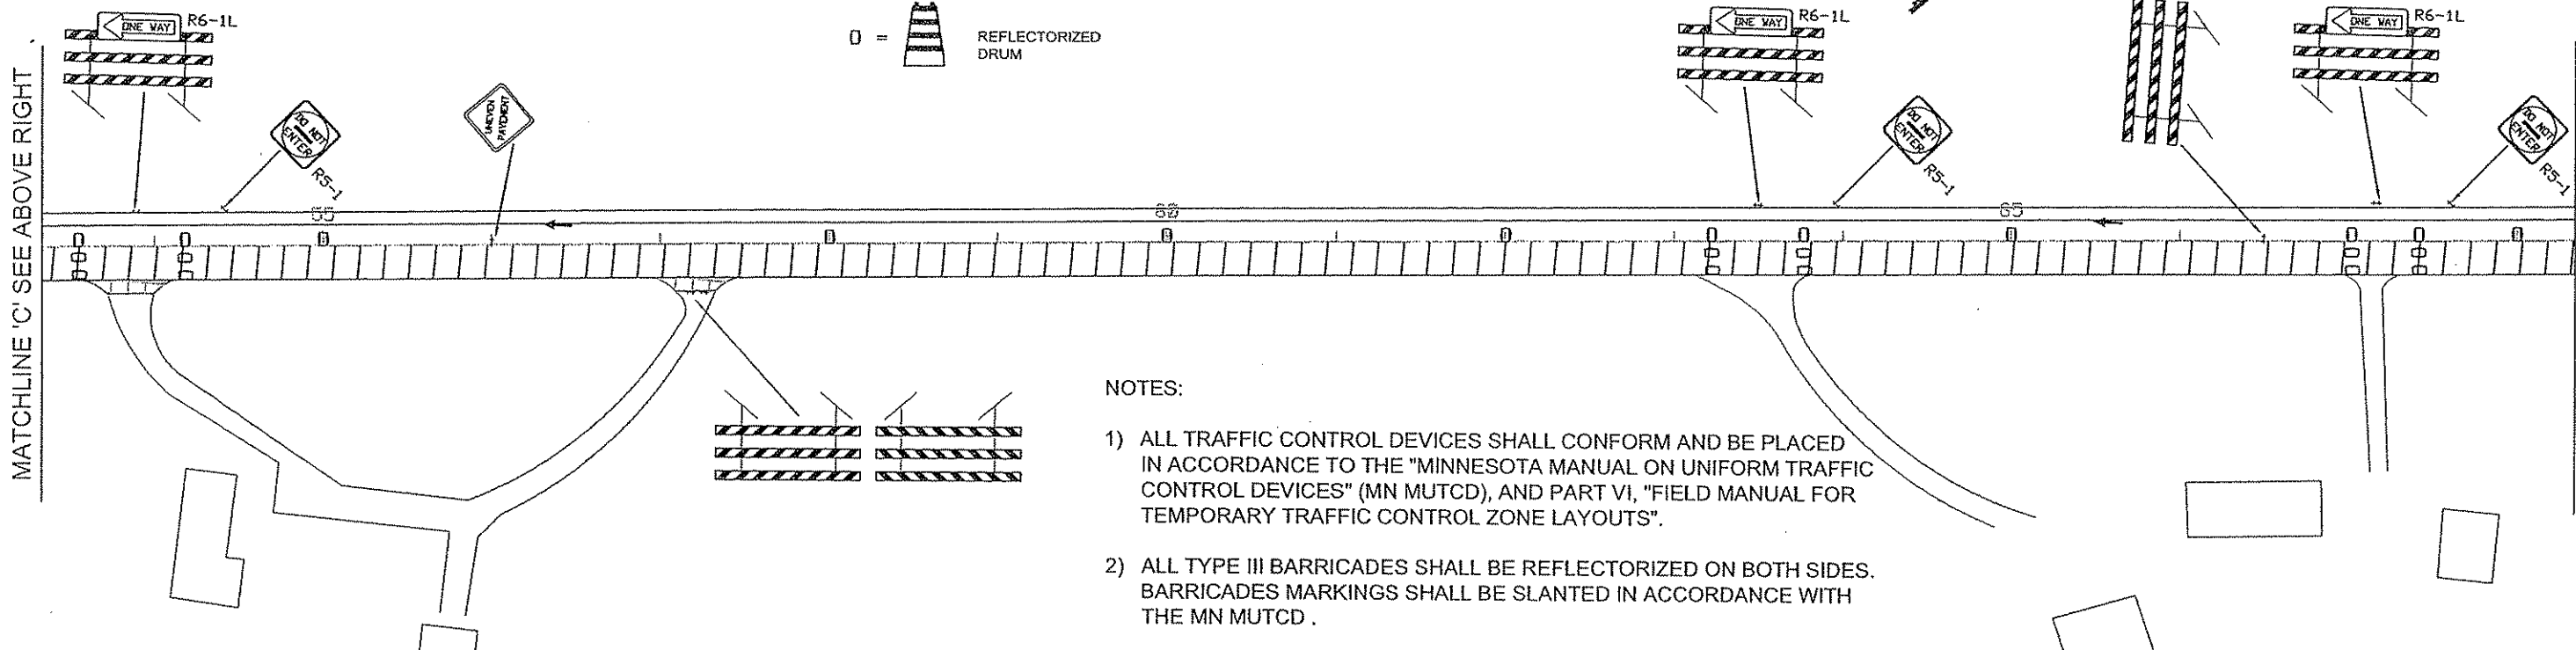 MATCHLINE 'C' SEE ABOVE RIGHT
ONE WAY
R6-1L
DO NOT
ENTER
R5-1
UNEVEN
PAVEMENT
0 =
REFLECTORIZED
DRUM
ONE WAY
R6-1L
DO NOT
ENTER
R5-1
ONE WAY
R6-1L
DO NOT
ENTER
R5-1
NOTES:
1) ALL TRAFFIC CONTROL DEVICES SHALL CONFORM AND BE PLACED
IN ACCORDANCE TO THE "MINNESOTA MANUAL ON UNIFORM TRAFFIC
CONTROL DEVICES" (MN MUTCD), AND PART VI, "FIELD MANUAL FOR
TEMPORARY TRAFFIC CONTROL ZONE LAYOUTS".
2) ALL TYPE III BARRICADES SHALL BE REFLECTORIZED ON BOTH SIDES.
BARRICADES MARKINGS SHALL BE SLANTED IN ACCORDANCE WITH
THE MN MUTCD .